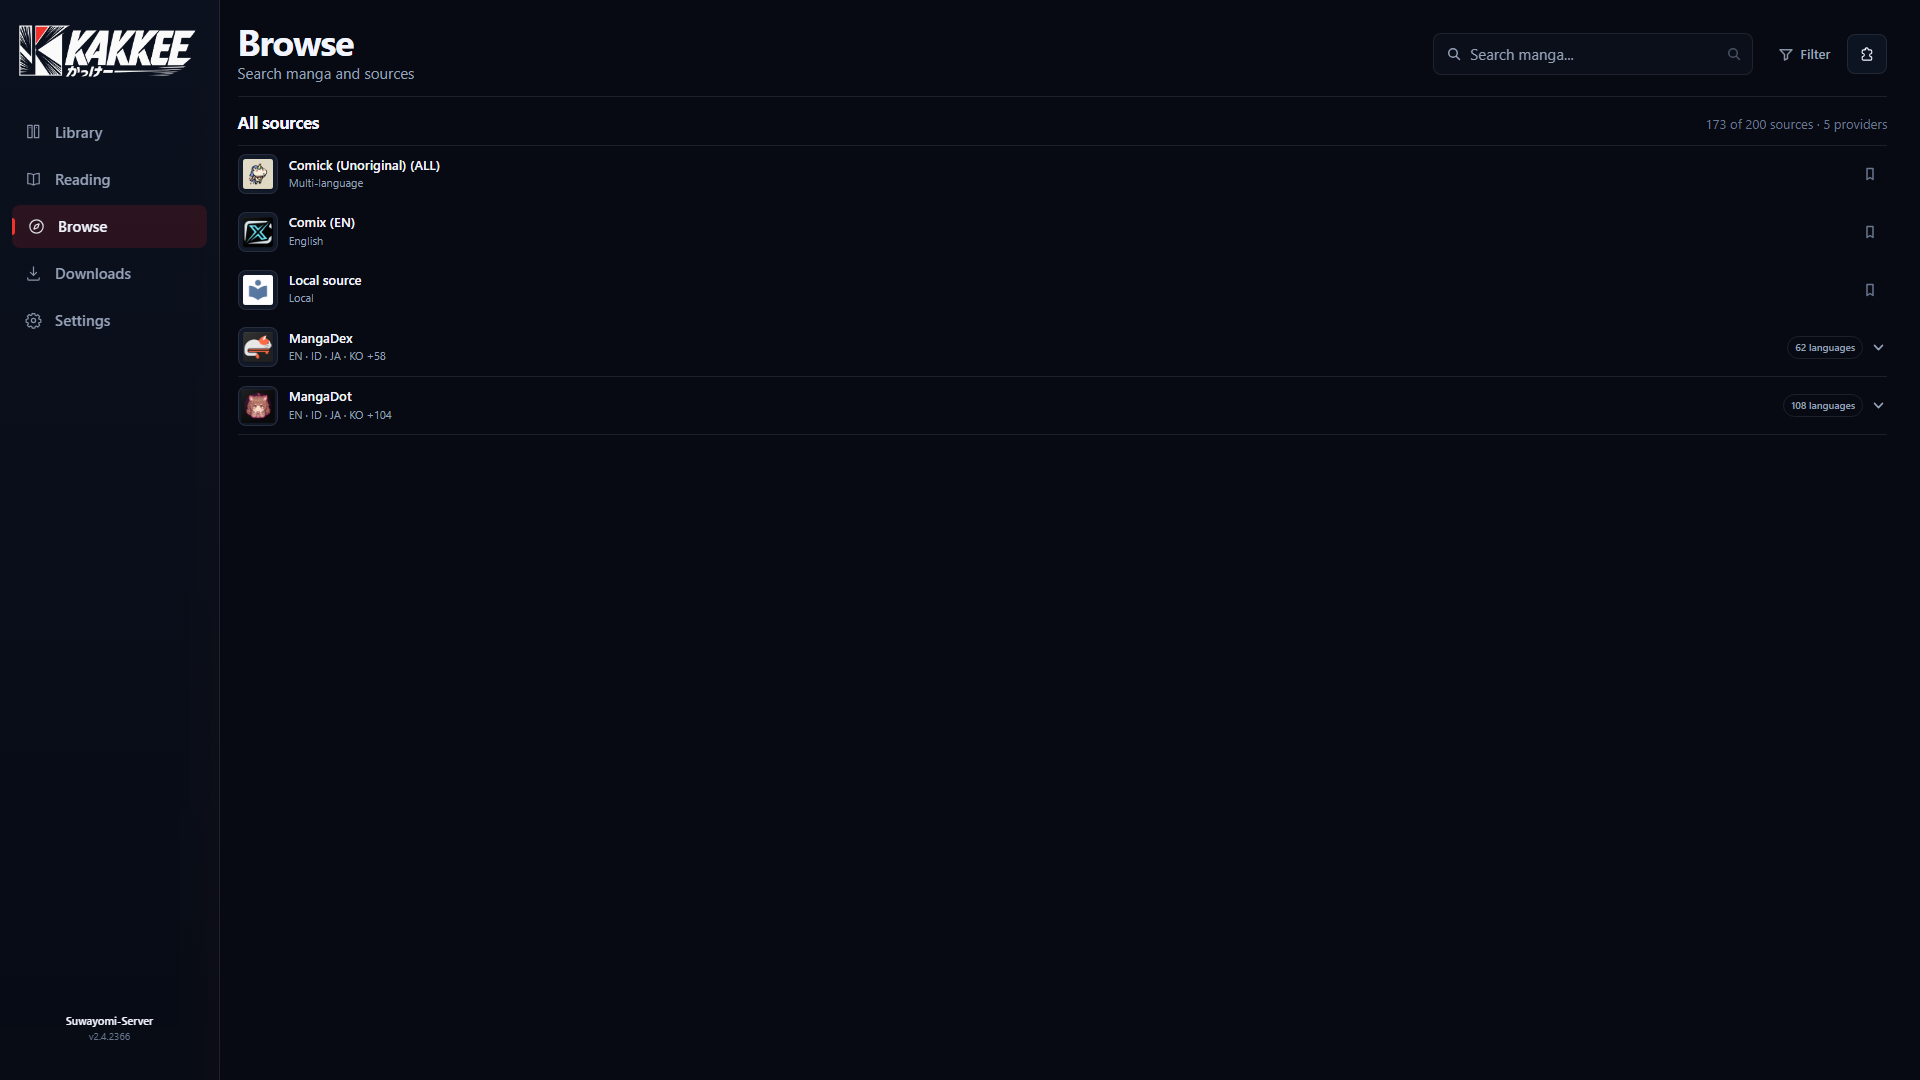 KAKKEE
かっけー
Library
Reading
Browse
Downloads
Settings
Suwayomi-Server
v2.4.2366
Browse
Search manga and sources
Search manga...
Filter
All sources
173 of 200 sources · 5 providers
Comick (Unoriginal) (ALL)
Multi-language
Comix (EN)
English
Local source
Local
MangaDex
EN · ID · JA · KO +58
62 languages
MangaDot
EN · ID · JA · KO +104
108 languages